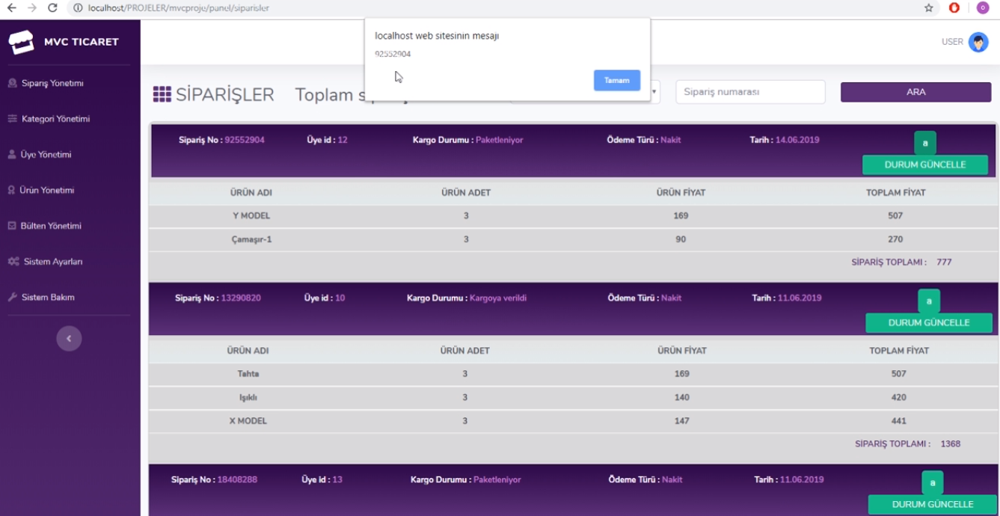 localhost/PROJELER/mvcproje/panel/siparisler
MVC TICARET
localhost web sitesinin mesajı
92552904
Tamam
USER
Sipariş Yönetimi
Kategori Yönetimi
Üye Yönetimi
Ürün Yönetimi
Bülten Yönetimi
Sistem Ayarları
Sistem Bakım
SİPARİŞLER Toplam
Sipariş numarası ARA
Sipariş No : 92552904 Üye id : 12 Kargo Durumu : Paketleniyor Ödeme Türü : Nakit Tarih : 14.06.2019 a
DURUM GÜNCELLE
ÜRÜN ADI ÜRÜN ADET ÜRÜN FİYAT TOPLAM FİYAT
Y MODEL 3 169 507
Çamaşır-1 3 90 270
SİPARİŞ TOPLAMI : 777
Sipariş No : 13290820 Üye id : 10 Kargo Durumu : Kargoya verildi Ödeme Türü : Nakit Tarih : 11.06.2019 a
DURUM GÜNCELLE
ÜRÜN ADI ÜRÜN ADET ÜRÜN FİYAT TOPLAM FİYAT
Tahta 3 169 507
Işıklı 3 140 420
X MODEL 3 147 441
SİPARİŞ TOPLAMI : 1368
Sipariş No : 18408288 Üye id : 13 Kargo Durumu : Paketleniyor Ödeme Türü : Nakit Tarih : 11.06.2019 a
DURUM GÜNCELLE